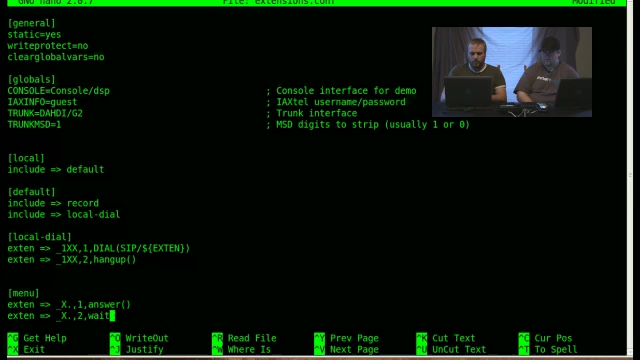 GNU nano 2.0.7 File: extensions.conf Modified
[general]
static=yes
writeprotect=no
clearglobalvars=no
[globals]
CONSOLE=Console/dsp ; Console interface for demo
IAXINFO=guest ; IAXtel username/password
TRUNK=DAHDI/G2 ; Trunk interface
TRUNKMSD=1 ; MSD digits to strip (usually 1 or 0)
[local]
include => default
[default]
include => record
include => local-dial
[local-dial]
exten => _1XX,1,DIAL(SIP/${EXTEN})
exten => _1XX,2,hangup()
[menu]
exten => _X.,1,answer()
exten => _X.,2,wait
^G Get Help ^O WriteOut ^R Read File ^Y Prev Page ^K Cut Text ^C Cur Pos
^X Exit ^J Justify ^W Where Is ^V Next Page ^U UnCut Text ^T To Spell